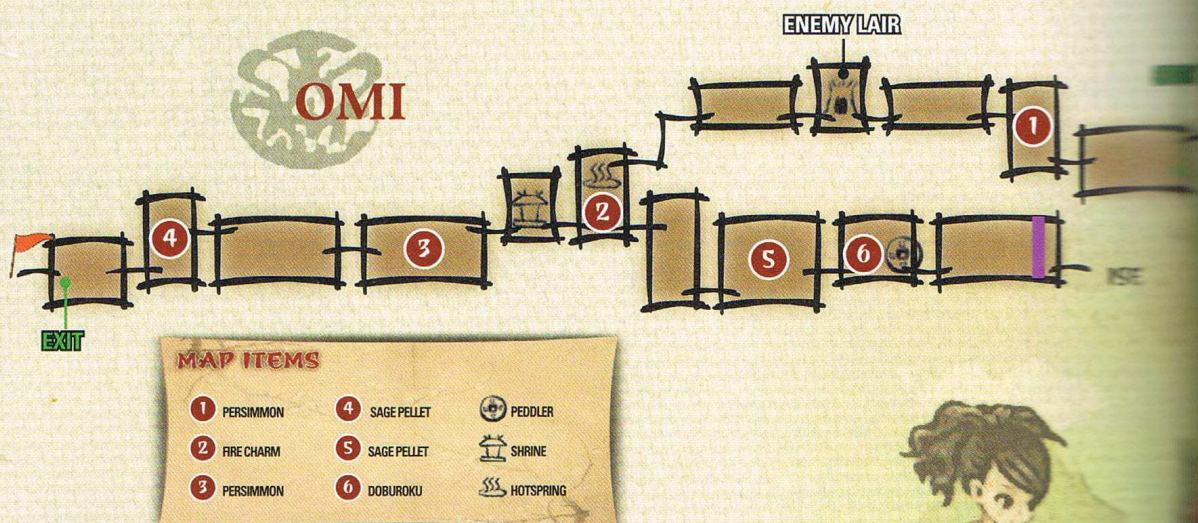 ENEMY LAIR
OMI
1
4
3
2
5
6
ISE
EXIT
MAP ITEMS
1 PERSIMMON
2 FIRE CHARM
3 PERSIMMON
4 SAGE PELLET
5 SAGE PELLET
6 DOBUROKU
PEDDLER
SHRINE
HOTSPRING